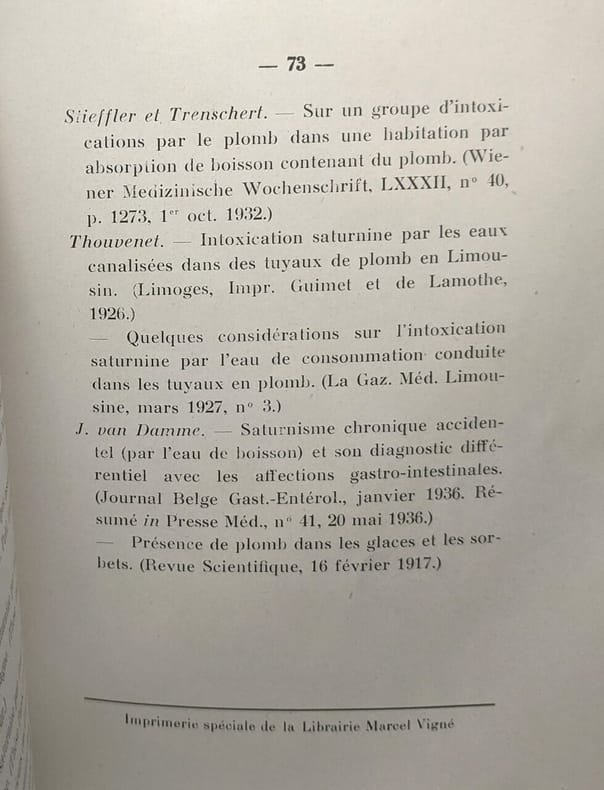 — 73 —
Stieffler et Trenschert. — Sur un groupe d'intoxi-
cations par le plomb dans une habitation par
absorption de boisson contenant du plomb. (Wie-
ner Medizinische Wochenschrift, LXXXII, n° 40,
p. 1273, 1er oct. 1932.)
Thouvenet. — Intoxication saturnine par les eaux
canalisées dans des tuyaux de plomb en Limou-
sin. (Limoges, Impr. Guimet et de Lamothe,
1926.)
— Quelques considérations sur l'intoxication
saturnine par l'eau de consommation conduite
dans les tuyaux en plomb. (La Gaz. Méd. Limou-
sine, mars 1927, n° 3.)
J. van Damme. — Saturnisme chronique acciden-
tel (par l'eau de boisson) et son diagnostic diffé-
rentiel avec les affections gastro-intestinales.
(Journal Belge Gast.-Entérol., janvier 1936. Ré-
sumé in Presse Méd., n° 41, 20 mai 1936.)
— Présence de plomb dans les glaces et les sor-
bets. (Revue Scientifique, 16 février 1917.)
Imprimerie spéciale de la Librairie Marcel Vigné